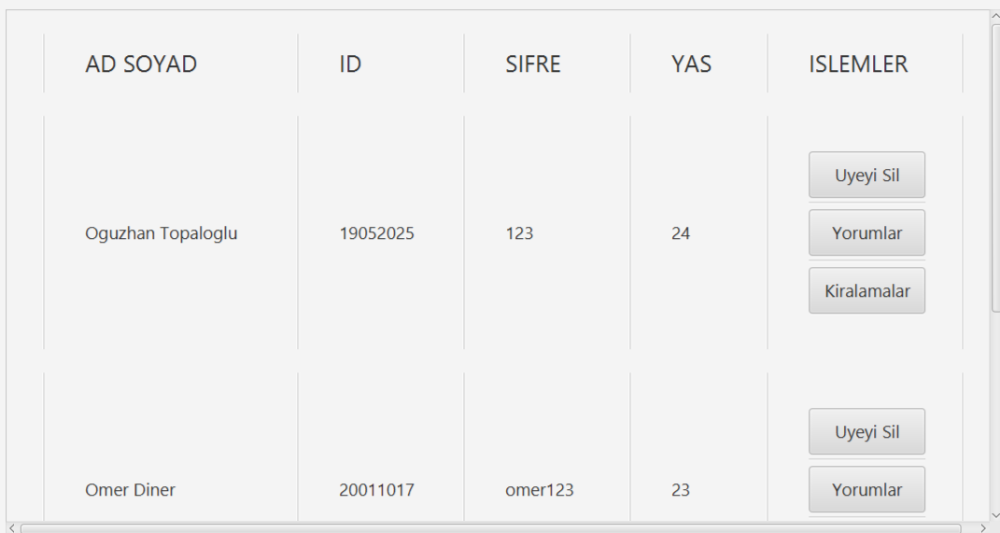 AD SOYAD ID SIFRE YAS ISLEMLER
Uyeyi Sil
Oguzhan Topaloglu 19052025 123 24 Yorumlar
Kiralamalar
Uyeyi Sil
Omer Diner 20011017 omer123 23 Yorumlar